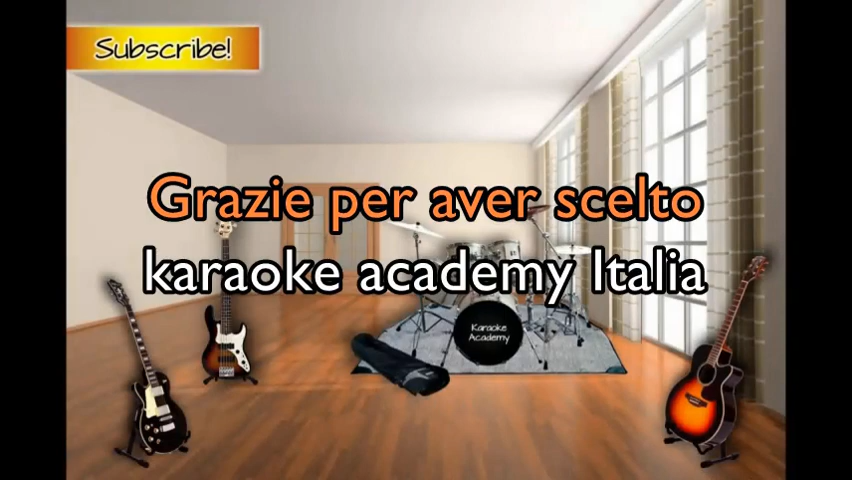 Subscribe!
Grazie per aver scelto
karaoke academy Italia
Karaoke
Academy